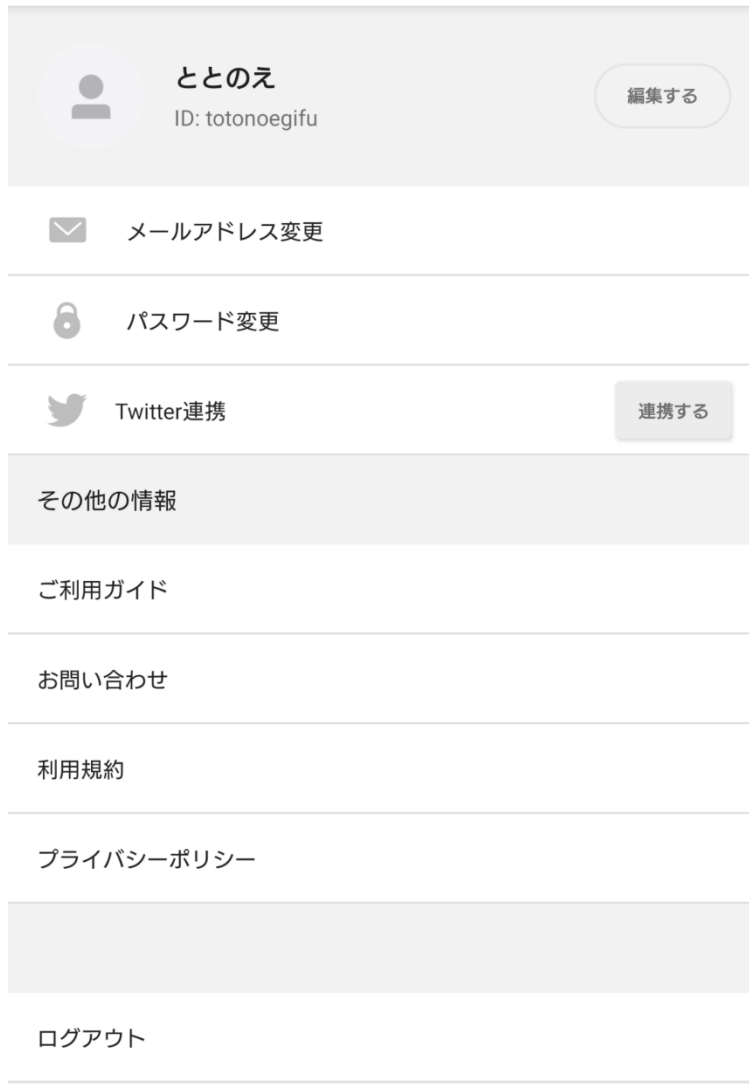 ととのえ
ID: totonoegifu
編集する
メールアドレス変更
パスワード変更
Twitter連携
連携する
その他の情報
ご利用ガイド
お問い合わせ
利用規約
プライバシーポリシー
ログアウト